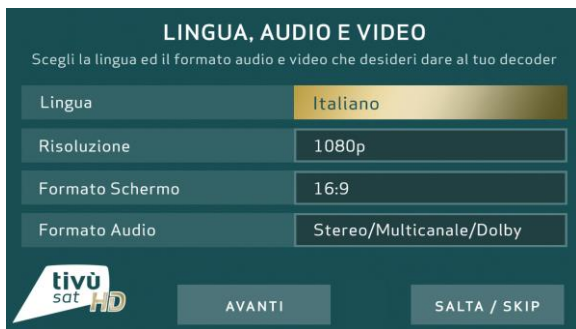 LINGUA, AUDIO E VIDEO
Scegli la lingua ed il formato audio e video che desideri dare al tuo decoder
Lingua Italiano
Risoluzione 1080p
Formato Schermo 16:9
Formato Audio Stereo/Multicanale/Dolby
tivù
sat HD
AVANTI SALTA / SKIP